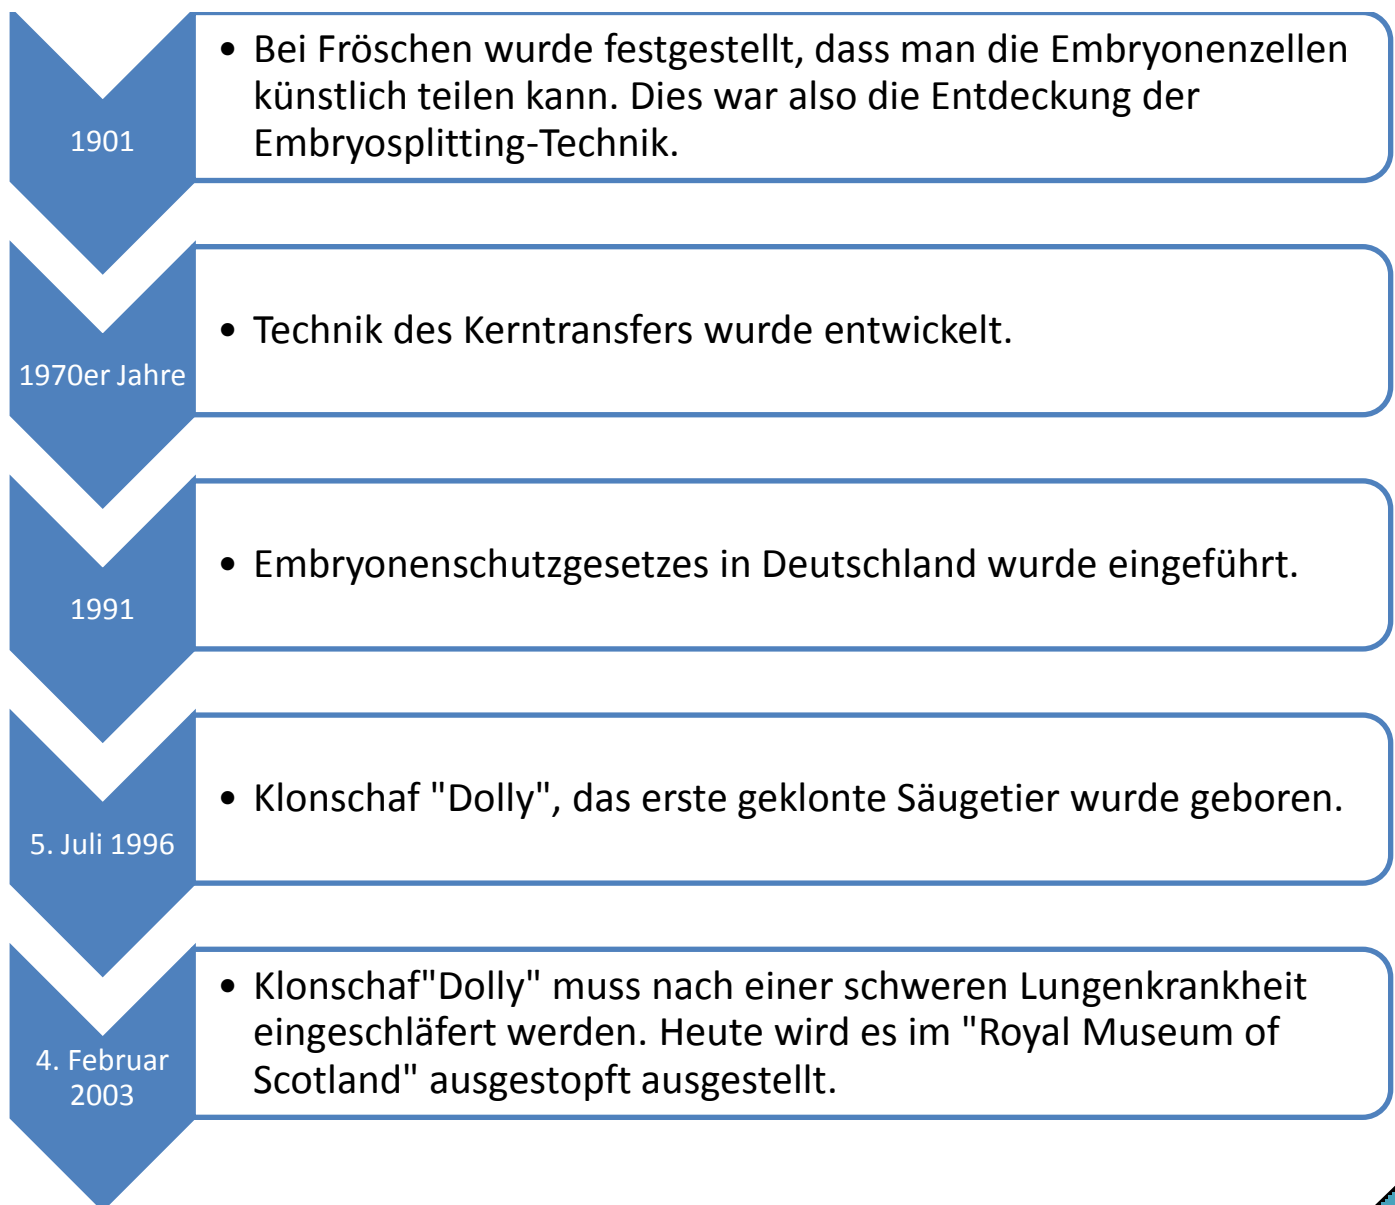 1901
• Bei Fröschen wurde festgestellt, dass man die Embryonenzellen
künstlich teilen kann. Dies war also die Entdeckung der
Embryosplitting-Technik.
1970er Jahre
• Technik des Kerntransfers wurde entwickelt.
1991
• Embryonenschutzgesetzes in Deutschland wurde eingeführt.
5. Juli 1996
• Klonschaf "Dolly", das erste geklonte Säugetier wurde geboren.
4. Februar
2003
• Klonschaf"Dolly" muss nach einer schweren Lungenkrankheit
eingeschläfert werden. Heute wird es im "Royal Museum of
Scotland" ausgestopft ausgestellt.